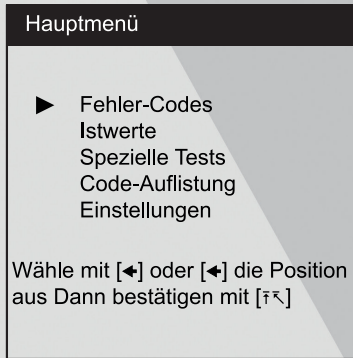 Hauptmenü
► Fehler-Codes
Istwerte
Spezielle Tests
Code-Auflistung
Einstellungen
Wähle mit [🡸] oder [🡸] die Position
aus Dann bestätigen mit [⤒↖]